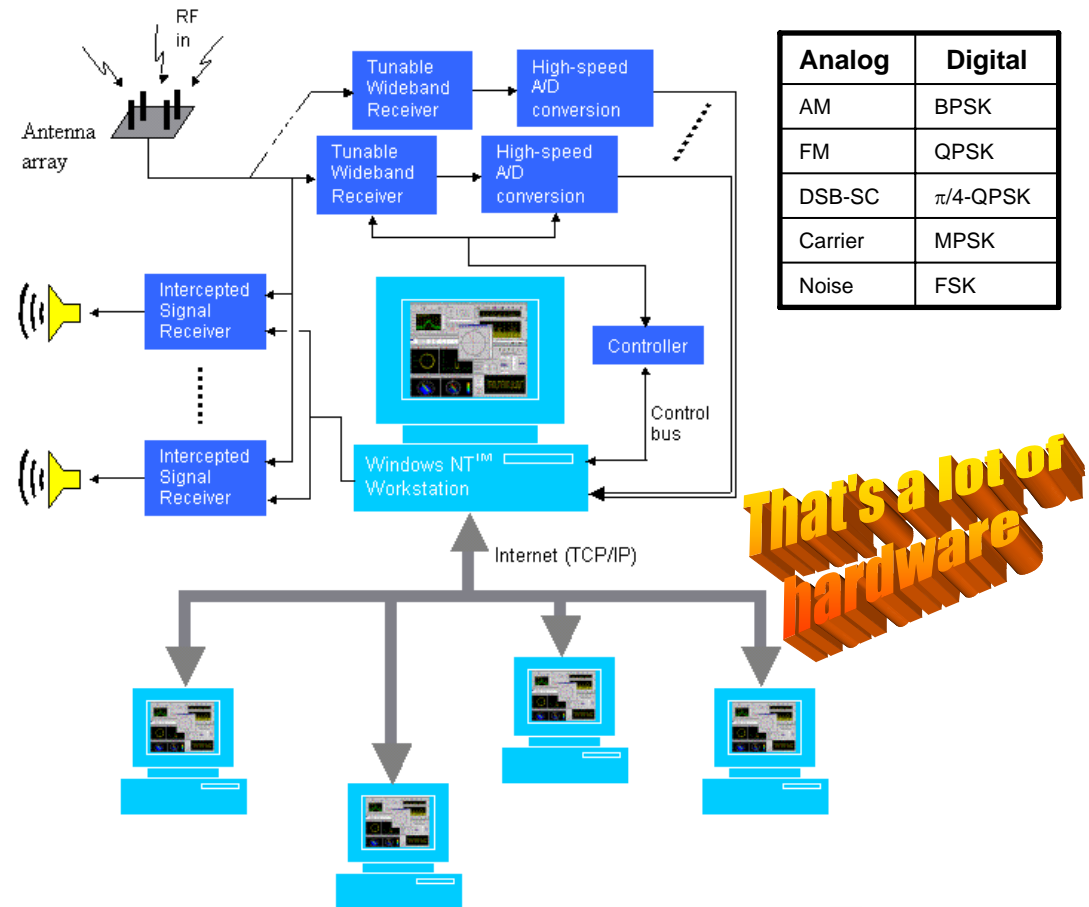 RF
in
Antenna
array
Tunable
Wideband
Receiver
High-speed
A/D
conversion
Tunable
Wideband
Receiver
High-speed
A/D
conversion
Analog Digital
AM BPSK
FM QPSK
DSB-SC π/4-QPSK
Carrier MPSK
Noise FSK
Intercepted
Signal
Receiver
Controller
Control
bus
Intercepted
Signal
Receiver
Windows NT™
Workstation
That's a lot of
hardware
Internet (TCP/IP)